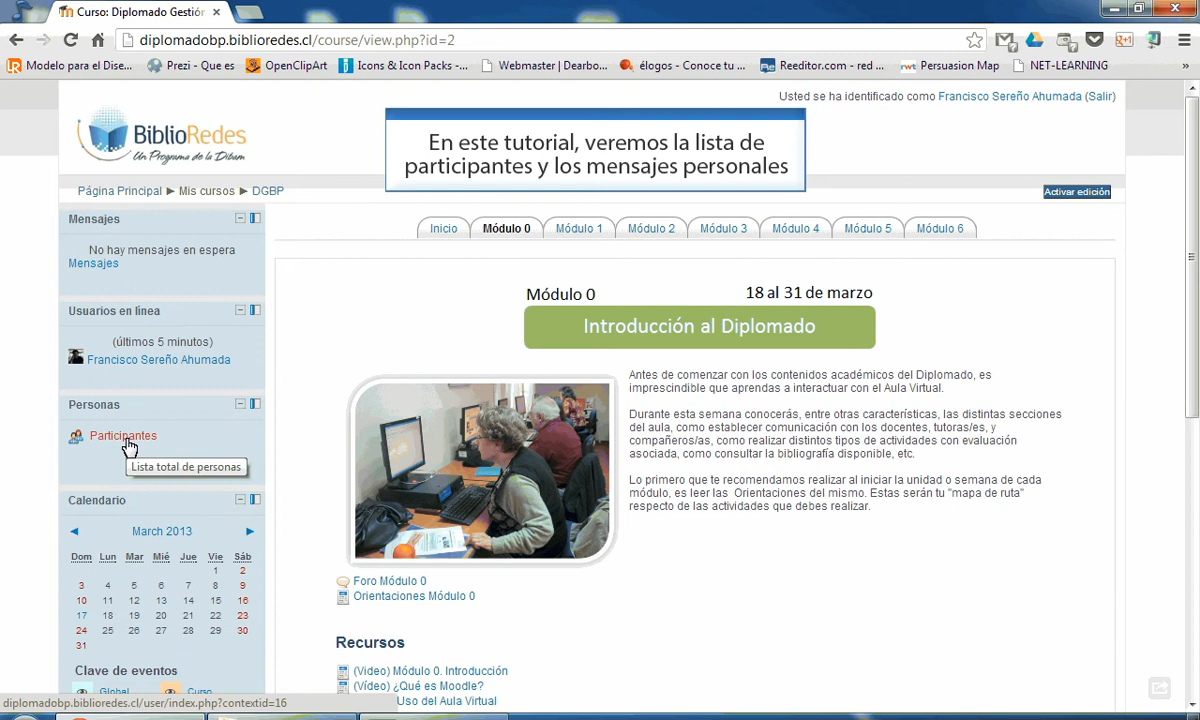 Curso: Diplomado Gestión
diplomadobp.biblioredes.cl/course/view.php?id=2
Modelo para el Dise... Prezi - Que es OpenClipArt Icons & Icon Packs -... Webmaster | Dearbo... élogos - Conoce tu ... Reeditor.com - red ... Persuasion Map NET-LEARNING »
Usted se ha identificado como Francisco Sereño Ahumada (Salir)
BiblioRedes
Un Programa de la Dibam
En este tutorial, veremos la lista de
participantes y los mensajes personales
Página Principal ► Mis cursos ► DGBP
Activar edición
Mensajes
No hay mensajes en espera
Mensajes
Usuarios en línea
(últimos 5 minutos)
Francisco Sereño Ahumada
Personas
Participantes
Lista total de personas
Calendario
◄ March 2013 ►
Dom Lun Mar Mié Jue Vie Sáb
1 2
3 4 5 6 7 8 9
10 11 12 13 14 15 16
17 18 19 20 21 22 23
24 25 26 27 28 29 30
31
Clave de eventos
Global Curso
diplomadobp.biblioredes.cl/user/index.php?contextid=16
Inicio Módulo 0 Módulo 1 Módulo 2 Módulo 3 Módulo 4 Módulo 5 Módulo 6
Módulo 0 18 al 31 de marzo
Introducción al Diplomado
Antes de comenzar con los contenidos académicos del Diplomado, es
imprescindible que aprendas a interactuar con el Aula Virtual.
Durante esta semana conocerás, entre otras características, las distintas secciones
del aula, como establecer comunicación con los docentes, tutoras/es, y
compañeros/as, como realizar distintos tipos de actividades con evaluación
asociada, como consultar la bibliografía disponible, etc.
Lo primero que te recomendamos realizar al iniciar la unidad o semana de cada
módulo, es leer las Orientaciones del mismo. Estas serán tu "mapa de ruta"
respecto de las actividades que debes realizar.
Foro Módulo 0
Orientaciones Módulo 0
Recursos
(Video) Módulo 0. Introducción
(Vídeo) ¿Qué es Moodle?
Uso del Aula Virtual